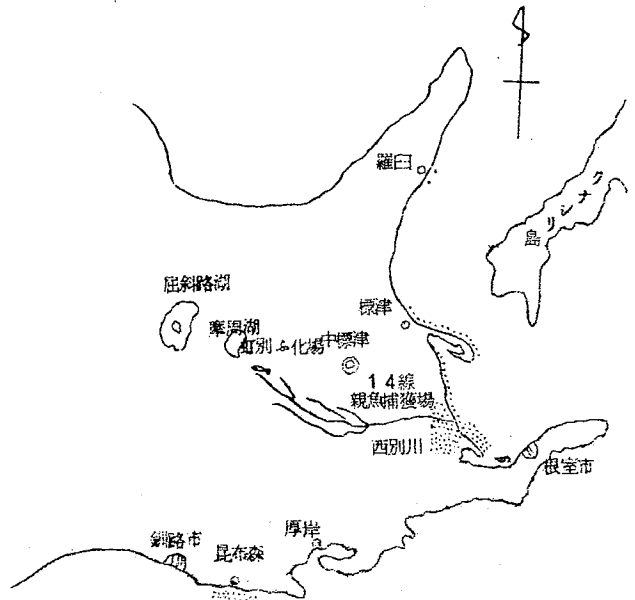 羅臼
クナシリ
島
屈斜路湖
標津
摩周湖
虹別ふ化場
中標津
14線
親魚捕獲場
西別川
根室市
厚岸
釧路市
昆布森